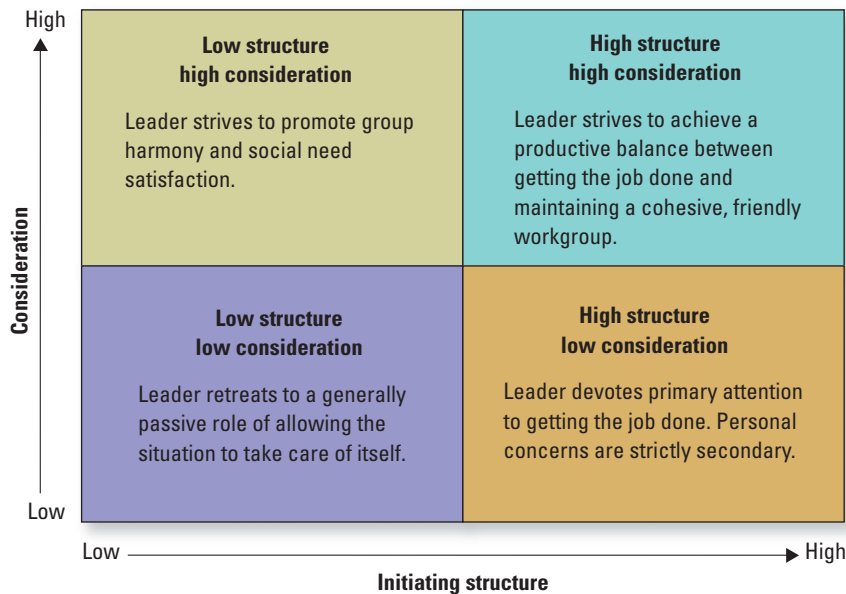 High
Low structure
high consideration
Leader strives to promote group
harmony and social need
satisfaction.
High structure
high consideration
Leader strives to achieve a
productive balance between
getting the job done and
maintaining a cohesive, friendly
workgroup.
Consideration
Low structure
low consideration
Leader retreats to a generally
passive role of allowing the
situation to take care of itself.
High structure
low consideration
Leader devotes primary attention
to getting the job done. Personal
concerns are strictly secondary.
Low
Low
High
Initiating structure